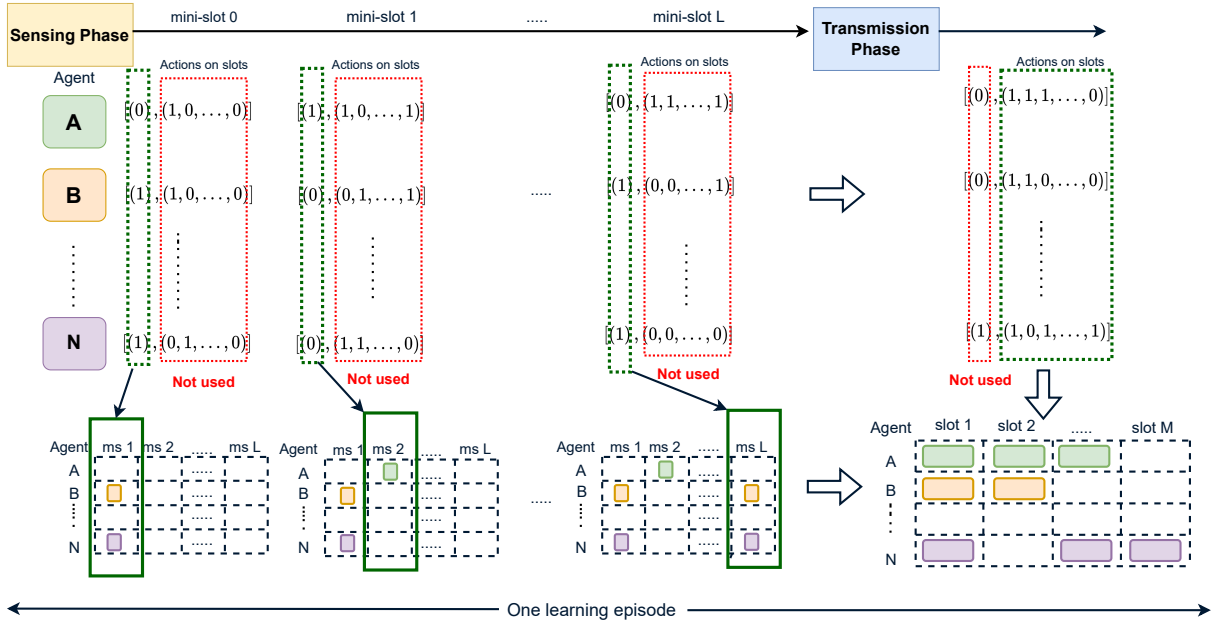 Sensing Phase
mini-slot 0
mini-slot 1
.....
mini-slot L
Transmission
Phase
Agent
Actions on slots
Actions on slots
Actions on slots
Actions on slots
A
[(0), (1, 0, . . . , 0)]
[(1), (1, 0, . . . , 1)]
[(0), (1, 1, . . . , 1)]
[(0), (1, 1, 1, . . . , 0)]
B
[(1), (1, 0, . . . , 0)]
[(0), (0, 1, . . . , 1)]
.....
[(1), (0, 0, . . . , 1)]
[(0), (1, 1, 0, . . . , 0)]
N
[(1), (0, 1, . . . , 0)]
[(0), (1, 1, . . . , 0)]
[(1), (0, 0, . . . , 0)]
[(1), (1, 0, 1, . . . , 1)]
Not used
Not used
Not used
Not used
Agent ms 1 ms 2 ..... ms L
A .....
B .....
.....
N .....
Agent ms 1 ms 2 ..... ms L
A .....
B .....
.....
N .....
.....
Agent ms 1 ms 2 ..... ms L
A .....
B .....
.....
N .....
Agent slot 1 slot 2 ..... slot M
A
B
N
One learning episode